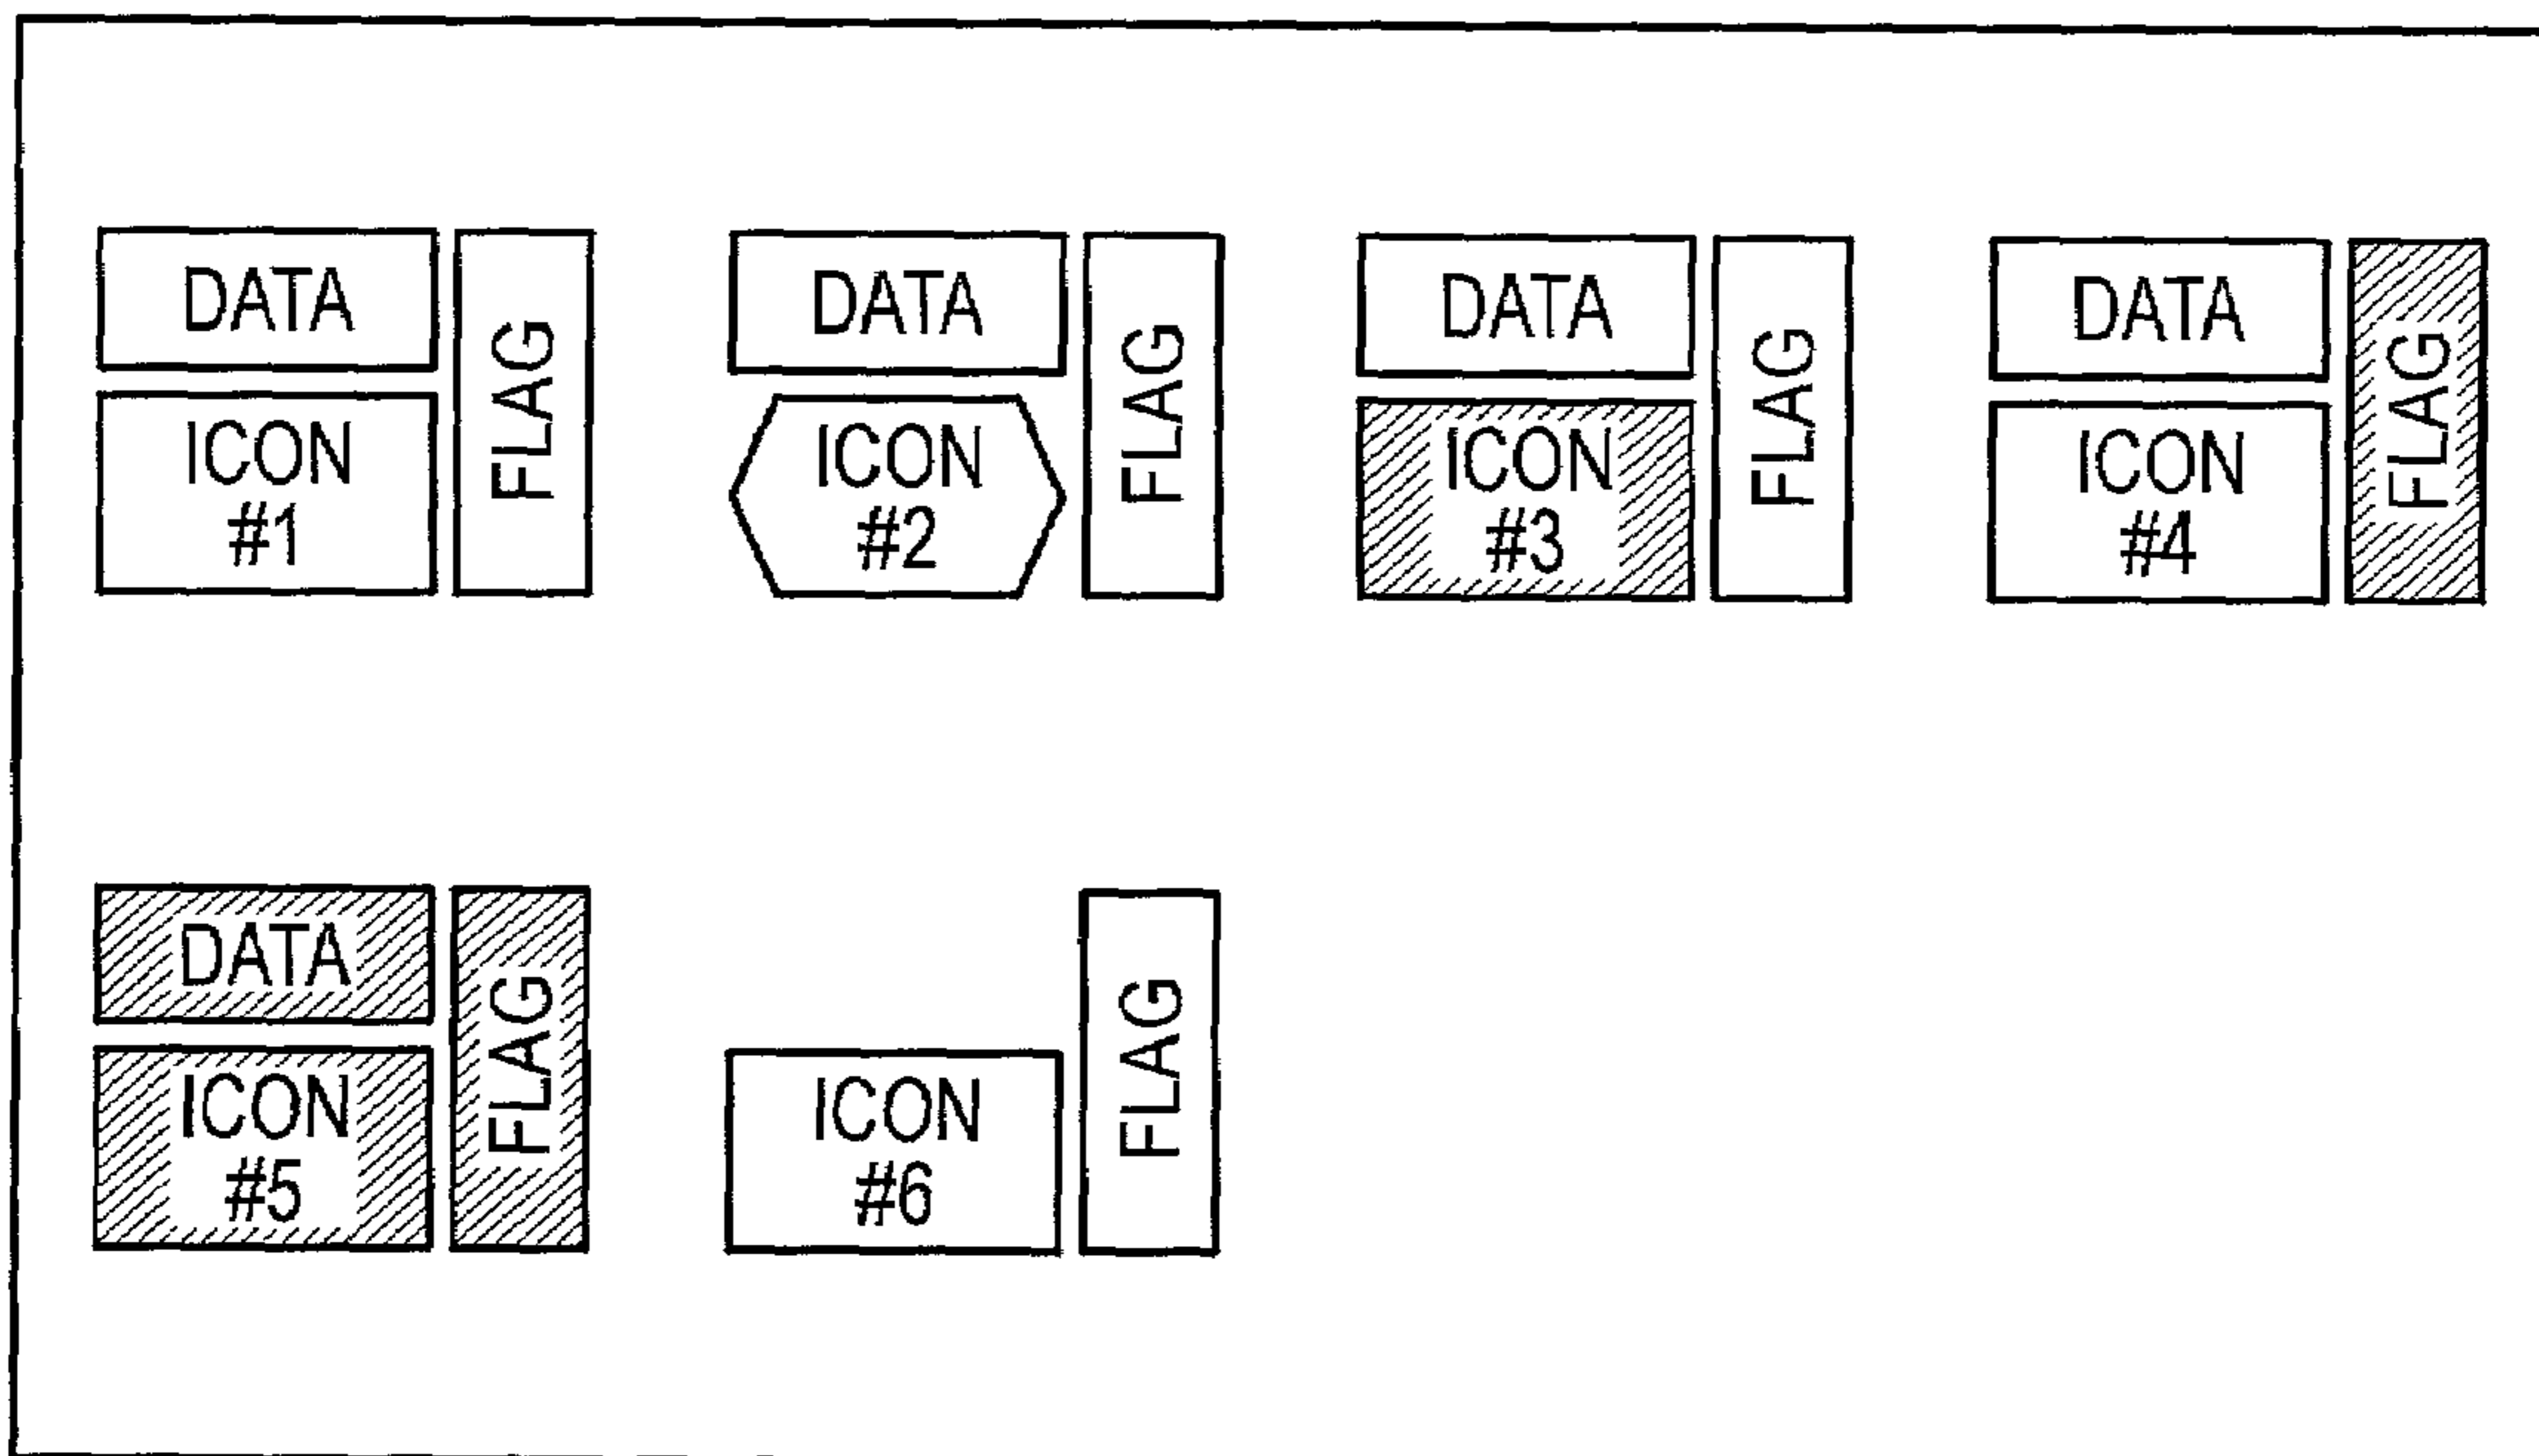 DATA
FLAG
ICON
#1
DATA
FLAG
ICON
#2
DATA
FLAG
ICON
#3
DATA
FLAG
ICON
#4
DATA
FLAG
ICON
#5
FLAG
ICON
#6